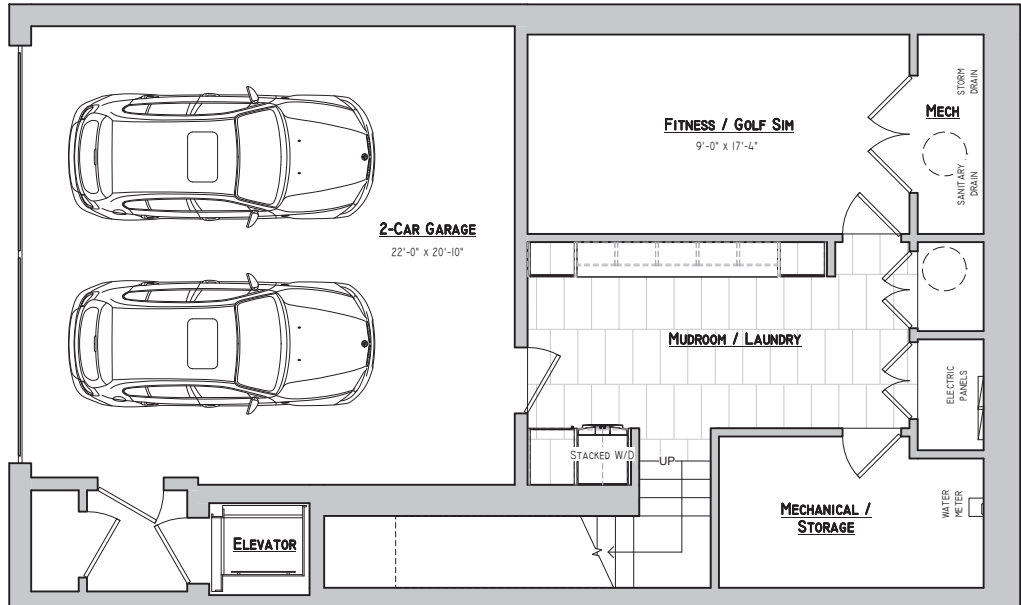 STORM
DRAIN
MECH
FITNESS / GOLF SIM
9'-0" X 17'-4"
SANITARY
DRAIN
2-CAR GARAGE
22'-0" X 20'-10"
MUDROOM / LAUNDRY
ELECTRIC
PANELS
STACKED W/D
UP
MECHANICAL /
STORAGE
WATER
METER
ELEVATOR